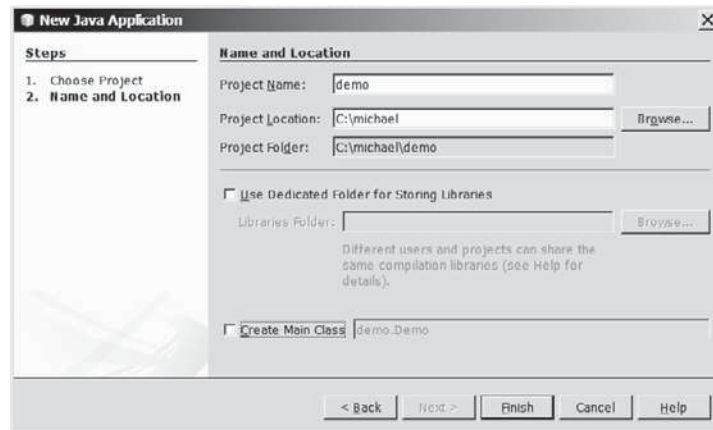 New Java Application
Steps
1. Choose Project
2. Name and Location
Name and Location
Project Name: demo
Project Location: C:\michael Browse...
Project Folder: C:\michael\demo
Use Dedicated Folder for Storing Libraries
Libraries Folder: Browse...
Different users and projects can share the
same compilation libraries (see Help for
details).
Create Main Class demo.Demo
< Back Next > Finish Cancel Help